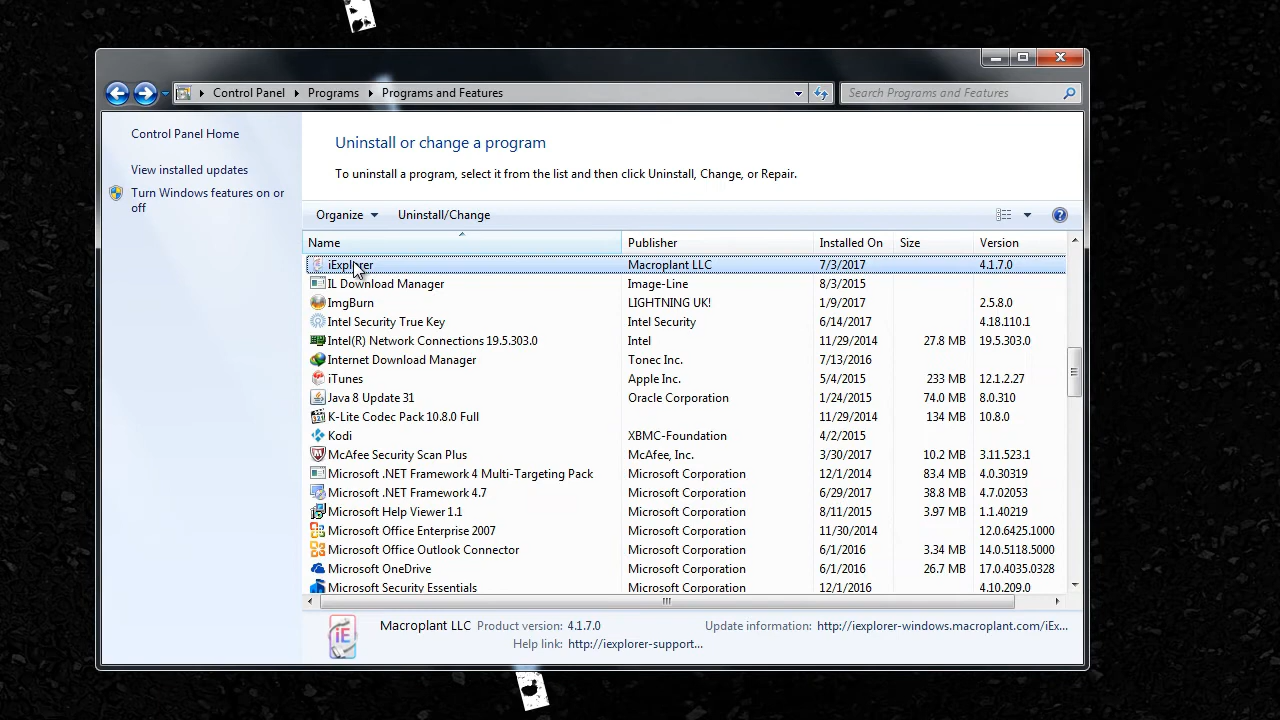 Control Panel Programs Programs and Features Search Programs and Features
Control Panel Home
View installed updates
Turn Windows features on or
off
Uninstall or change a program
To uninstall a program, select it from the list and then click Uninstall, Change, or Repair.
Organize Uninstall/Change
Name Publisher Installed On Size Version
iExplorer Macroplant LLC 7/3/2017 4.1.7.0
IL Download Manager Image-Line 8/3/2015
ImgBurn LIGHTNING UK! 1/9/2017 2.5.8.0
Intel Security True Key Intel Security 6/14/2017 4.18.110.1
Intel(R) Network Connections 19.5.303.0 Intel 11/29/2014 27.8 MB 19.5.303.0
Internet Download Manager Tonec Inc. 7/13/2016
iTunes Apple Inc. 5/4/2015 233 MB 12.1.2.27
Java 8 Update 31 Oracle Corporation 1/24/2015 74.0 MB 8.0.310
K-Lite Codec Pack 10.8.0 Full 11/29/2014 134 MB 10.8.0
Kodi XBMC-Foundation 4/2/2015
McAfee Security Scan Plus McAfee, Inc. 3/30/2017 10.2 MB 3.11.523.1
Microsoft .NET Framework 4 Multi-Targeting Pack Microsoft Corporation 12/1/2014 83.4 MB 4.0.30319
Microsoft .NET Framework 4.7 Microsoft Corporation 6/29/2017 38.8 MB 4.7.02053
Microsoft Help Viewer 1.1 Microsoft Corporation 8/11/2015 3.97 MB 1.1.40219
Microsoft Office Enterprise 2007 Microsoft Corporation 11/30/2014 12.0.6425.1000
Microsoft Office Outlook Connector Microsoft Corporation 6/1/2016 3.34 MB 14.0.5118.5000
Microsoft OneDrive Microsoft Corporation 6/1/2016 26.7 MB 17.0.4035.0328
Microsoft Security Essentials Microsoft Corporation 12/1/2016 4.10.209.0
iE
Macroplant LLC Product version: 4.1.7.0 Update information: http://iexplorer-windows.macroplant.com/iEx...
Help link: http://iexplorer-support...